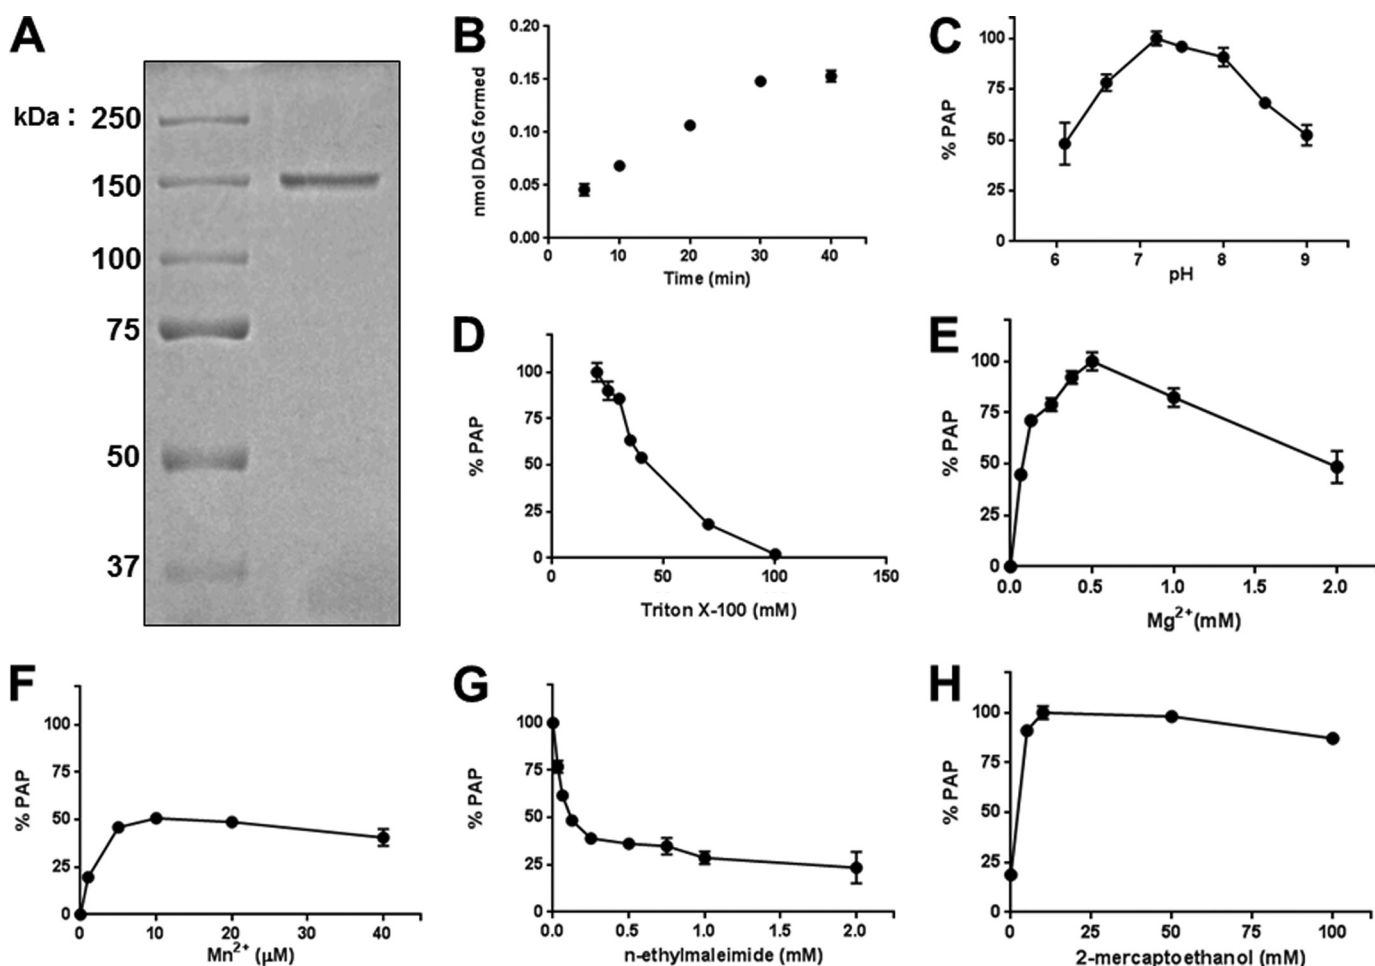 A
kDa : 250
150
100
75
50
37
B
nmol DAG formed
0.20
0.15
0.10
0.05
0.00
0 10 20 30 40
Time (min)
C
% PAP
100
75
50
25
0
6 7 8 9
pH
D
% PAP
100
75
50
25
0
0 50 100 150
Triton X-100 (mM)
E
% PAP
100
75
50
25
0
0.0 0.5 1.0 1.5 2.0
Mg²⁺(mM)
F
% PAP
100
75
50
25
0
0 10 20 30 40
Mn²⁺ (μM)
G
% PAP
100
75
50
25
0
0.0 0.5 1.0 1.5 2.0
n-ethylmaleimide (mM)
H
% PAP
100
75
50
25
0
0 25 50 75 100
2-mercaptoethanol (mM)